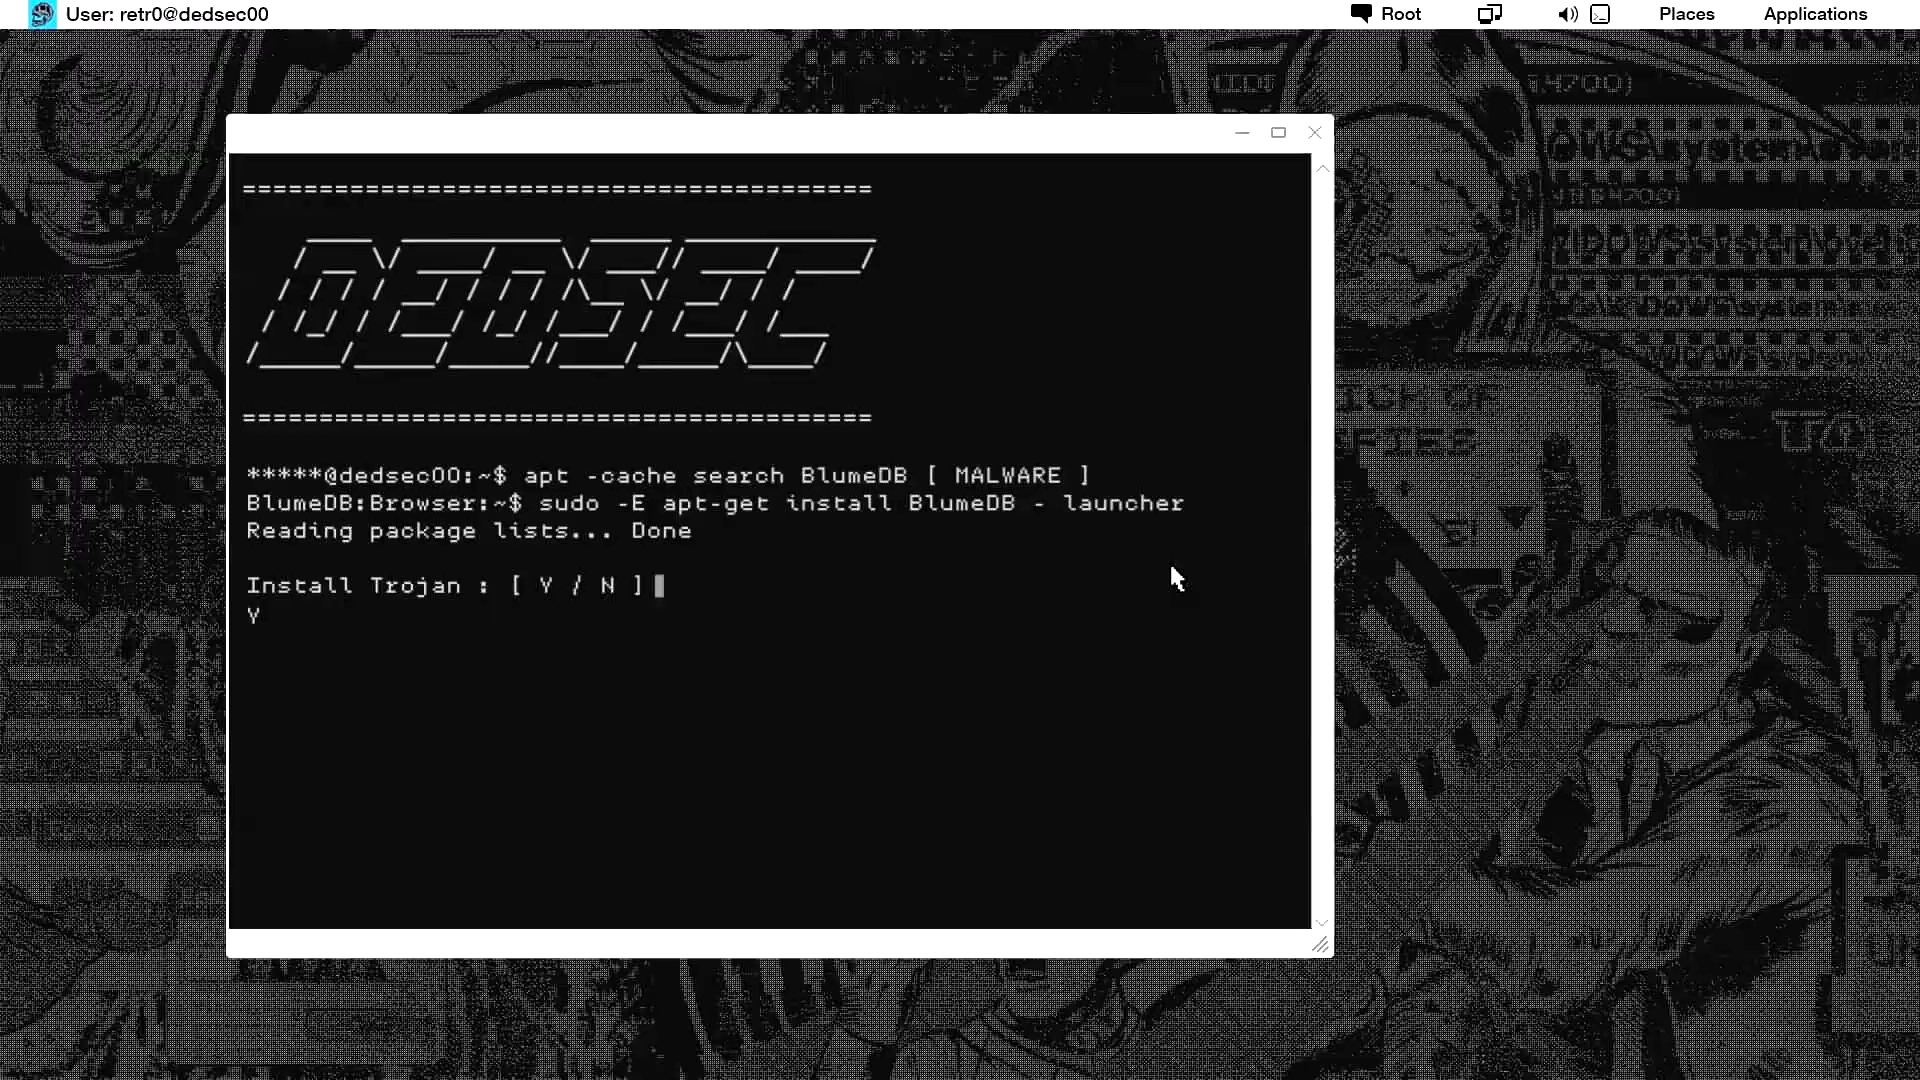 User: retr0@dedsec00
Root
Places
Applications
=========================================
DEDSEC
=========================================
*****@dedsec00:~$ apt -cache search BlumeDB [ MALWARE ]
BlumeDB:Browser:~$ sudo -E apt-get install BlumeDB - launcher
Reading package lists... Done
Install Trojan : [ Y / N ]
Y